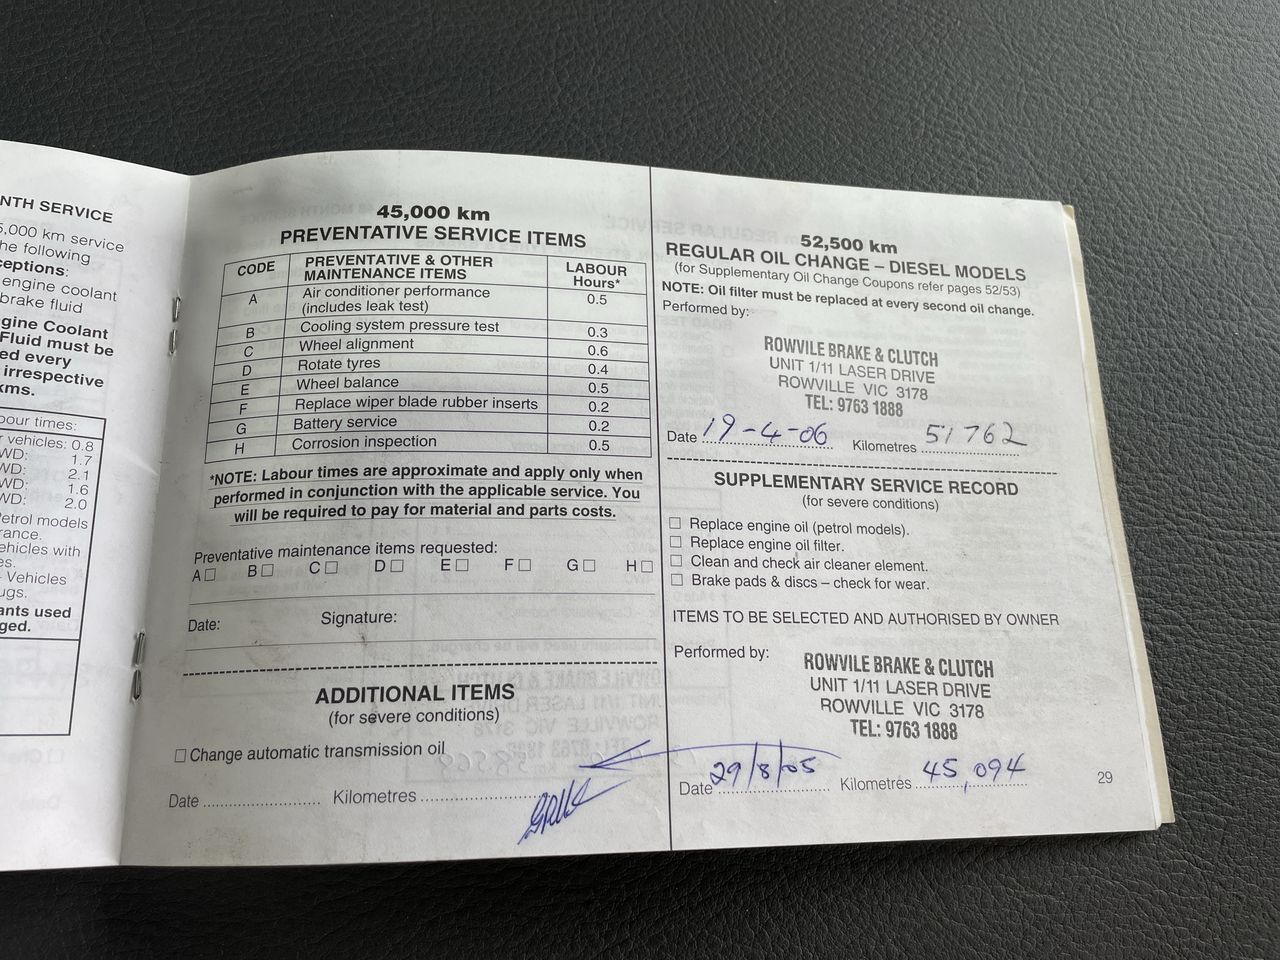 NTH SERVICE
5,000 km service
he following
ceptions:
engine coolant
brake fluid
gine Coolant
Fluid must be
ed every
irrespective
kms.
bour times:
r vehicles: 0.8
WD: 1.7
WD: 2.1
WD: 1.6
WD: 2.0
etrol models
rance.
ehicles with
es.
- Vehicles
ugs.
ants used
ged.
45,000 km
PREVENTATIVE SERVICE ITEMS
CODE PREVENTATIVE & OTHER MAINTENANCE ITEMS LABOUR Hours*
A Air conditioner performance (includes leak test) 0.5
B Cooling system pressure test 0.3
C Wheel alignment 0.6
D Rotate tyres 0.4
E Wheel balance 0.5
F Replace wiper blade rubber inserts 0.2
G Battery service 0.2
H Corrosion inspection 0.5
*NOTE: Labour times are approximate and apply only when
performed in conjunction with the applicable service. You
will be required to pay for material and parts costs.
Preventative maintenance items requested:
A□ B□ C□ D□ E□ F□ G□ H□
Date: Signature:
ADDITIONAL ITEMS
(for severe conditions)
□ Change automatic transmission oil
Date .................... Kilometres ....................
52,500 km
REGULAR OIL CHANGE – DIESEL MODELS
(for Supplementary Oil Change Coupons refer pages 52/53)
NOTE: Oil filter must be replaced at every second oil change.
Performed by:
ROWVILE BRAKE & CLUTCH
UNIT 1/11 LASER DRIVE
ROWVILLE VIC 3178
TEL: 9763 1888
Date 19-4-06 Kilometres 51762
SUPPLEMENTARY SERVICE RECORD
(for severe conditions)
□ Replace engine oil (petrol models).
□ Replace engine oil filter.
□ Clean and check air cleaner element.
□ Brake pads & discs – check for wear.
ITEMS TO BE SELECTED AND AUTHORISED BY OWNER
Performed by:
ROWVILE BRAKE & CLUTCH
UNIT 1/11 LASER DRIVE
ROWVILLE VIC 3178
TEL: 9763 1888
Date 29/8/05 Kilometres 45,094
29